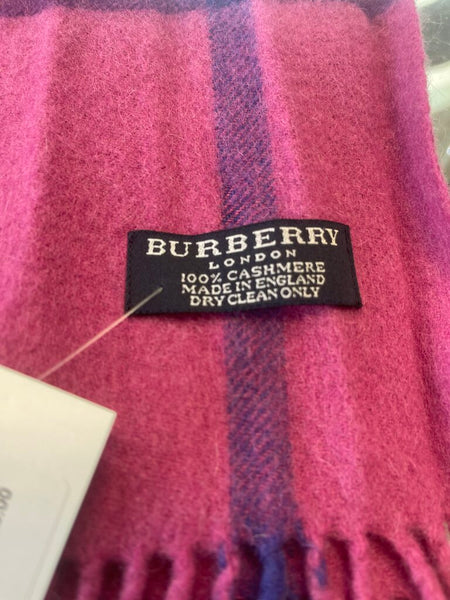 BURBERRY
LONDON
100% CASHMERE
MADE IN ENGLAND
DRY CLEAN ONLY